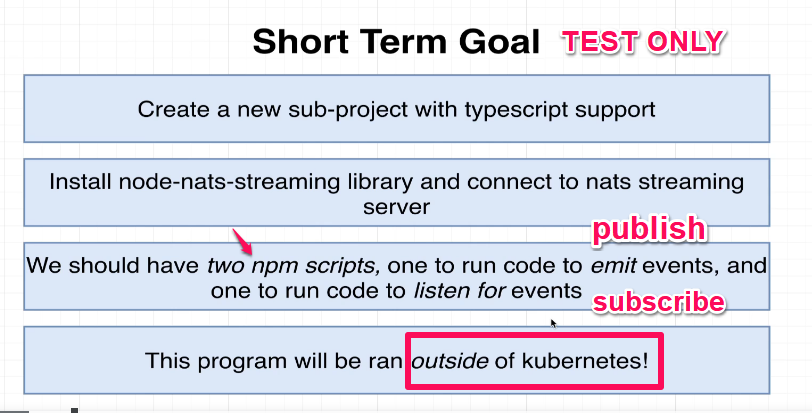 Short Term Goal TEST ONLY
Create a new sub-project with typescript support
Install node-nats-streaming library and connect to nats streaming
server
publish
We should have two npm scripts, one to run code to emit events, and
one to run code to listen for events
subscribe
This program will be ran outside of kubernetes!